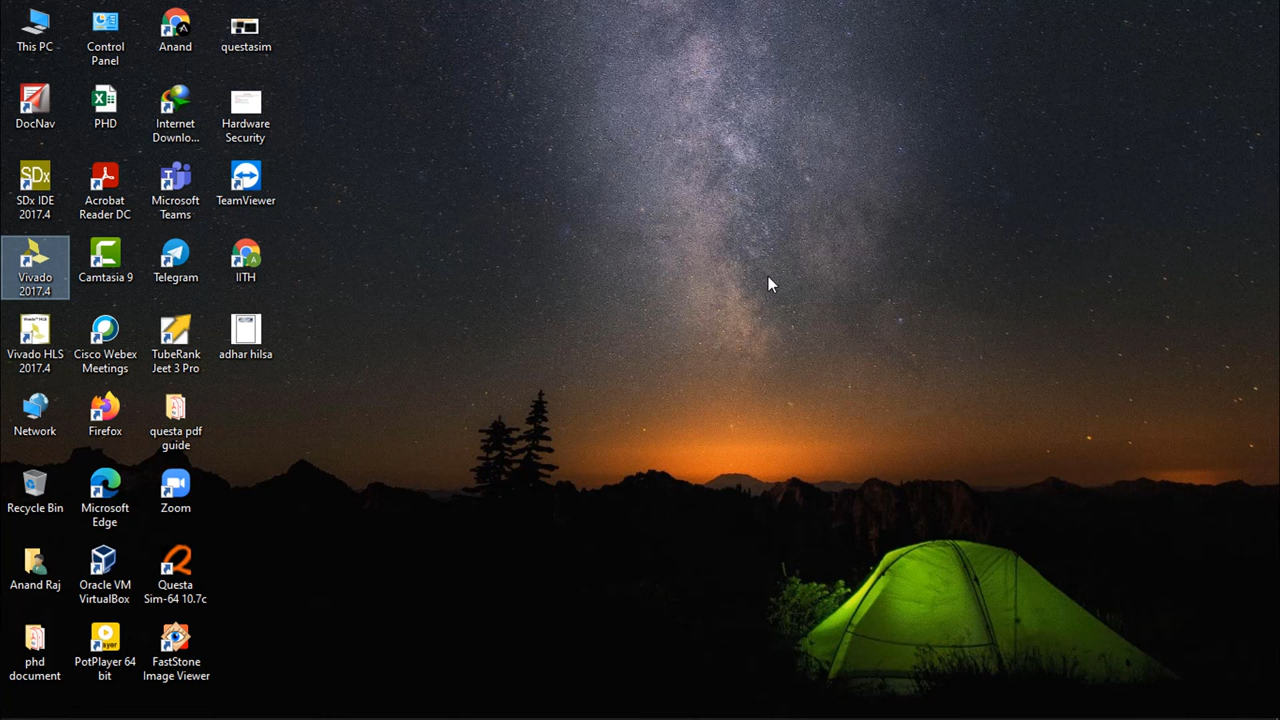 This PC
Control
Panel
Anand
questasim
DocNav
PHD
Internet
Downlo...
Hardware
Security
SDx IDE
2017.4
Acrobat
Reader DC
Microsoft
Teams
TeamViewer
Vivado
2017.4
Camtasia 9
Telegram
IITH
Vivado HLS
2017.4
Cisco Webex
Meetings
TubeRank
Jeet 3 Pro
adhar hilsa
Network
Firefox
questa pdf
guide
Recycle Bin
Microsoft
Edge
Zoom
Anand Raj
Oracle VM
VirtualBox
Questa
Sim-64 10.7c
phd
document
PotPlayer 64
bit
FastStone
Image Viewer